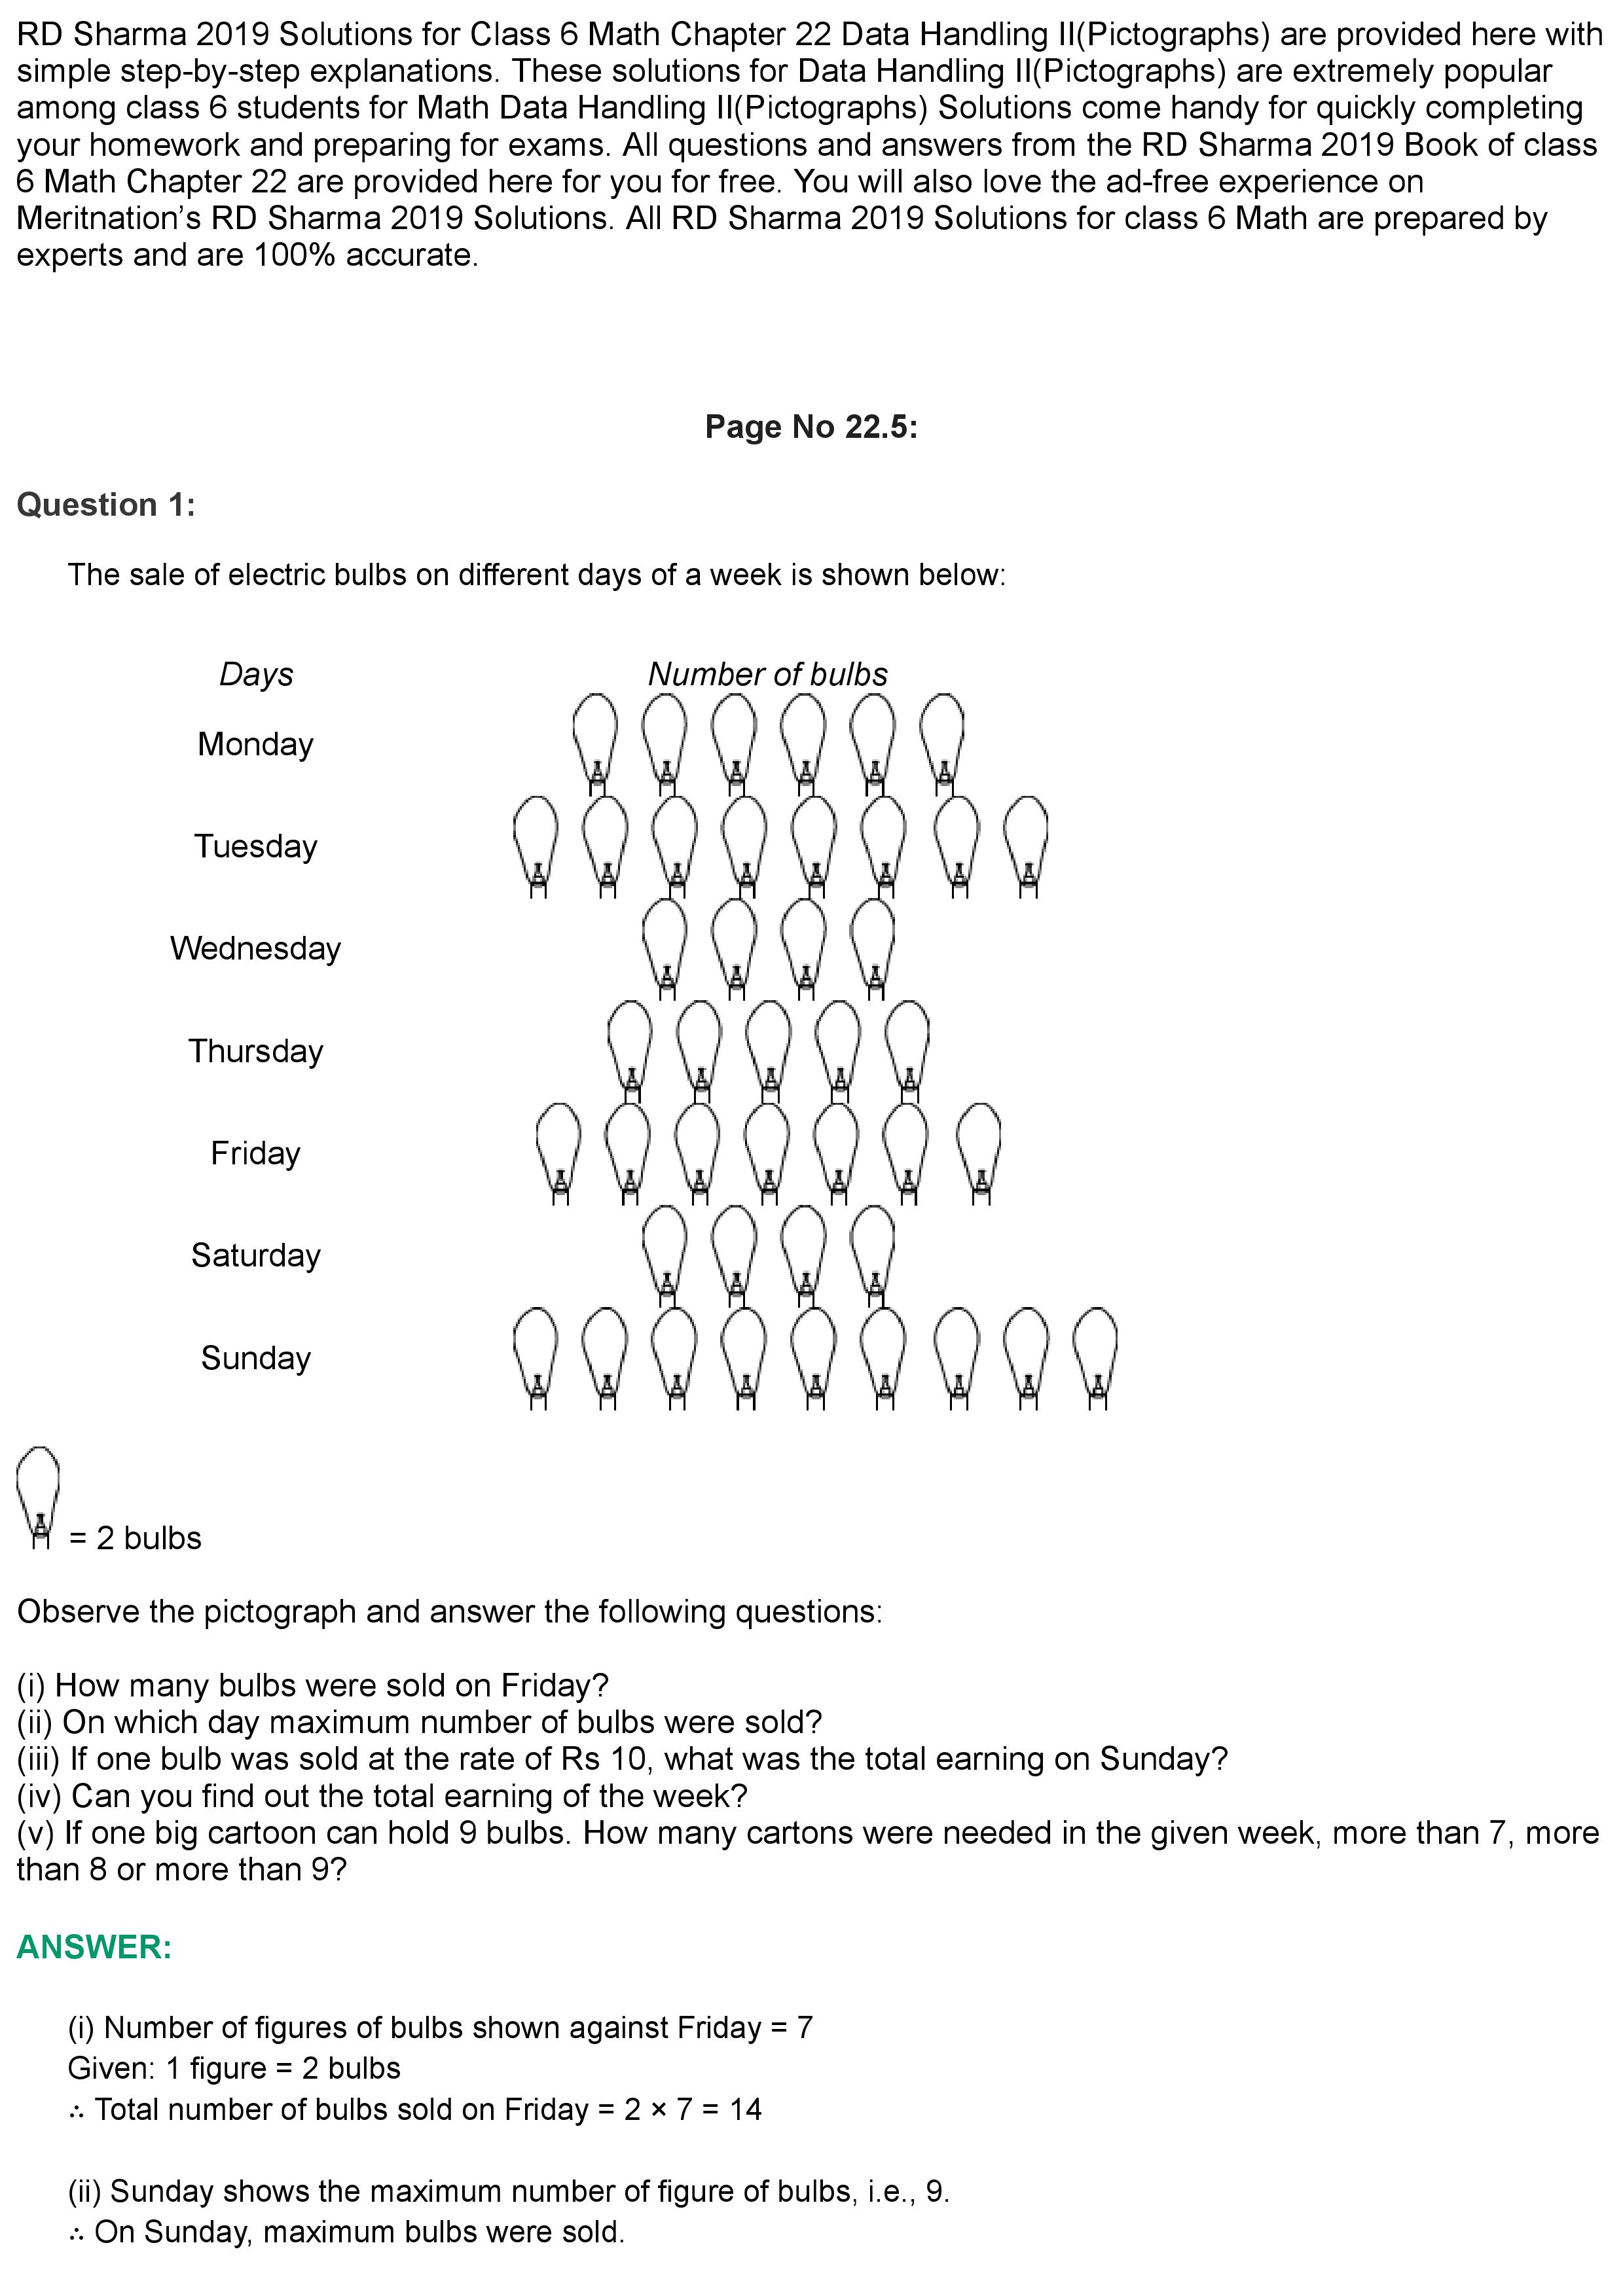 RD Sharma 2019 Solutions for Class 6 Math Chapter 22 Data Handling II(Pictographs) are provided here with
simple step-by-step explanations. These solutions for Data Handling II(Pictographs) are extremely popular
among class 6 students for Math Data Handling II(Pictographs) Solutions come handy for quickly completing
your homework and preparing for exams. All questions and answers from the RD Sharma 2019 Book of class
6 Math Chapter 22 are provided here for you for free. You will also love the ad-free experience on
Meritnation’s RD Sharma 2019 Solutions. All RD Sharma 2019 Solutions for class 6 Math are prepared by
experts and are 100% accurate.
Page No 22.5:
Question 1:
The sale of electric bulbs on different days of a week is shown below:
Days Number of bulbs
Monday
Tuesday
Wednesday
Thursday
Friday
Saturday
Sunday
= 2 bulbs
Observe the pictograph and answer the following questions:
(i) How many bulbs were sold on Friday?
(ii) On which day maximum number of bulbs were sold?
(iii) If one bulb was sold at the rate of Rs 10, what was the total earning on Sunday?
(iv) Can you find out the total earning of the week?
(v) If one big cartoon can hold 9 bulbs. How many cartons were needed in the given week, more than 7, more
than 8 or more than 9?
ANSWER:
(i) Number of figures of bulbs shown against Friday = 7
Given: 1 figure = 2 bulbs
∴ Total number of bulbs sold on Friday = 2 × 7 = 14
(ii) Sunday shows the maximum number of figure of bulbs, i.e., 9.
∴ On Sunday, maximum bulbs were sold.